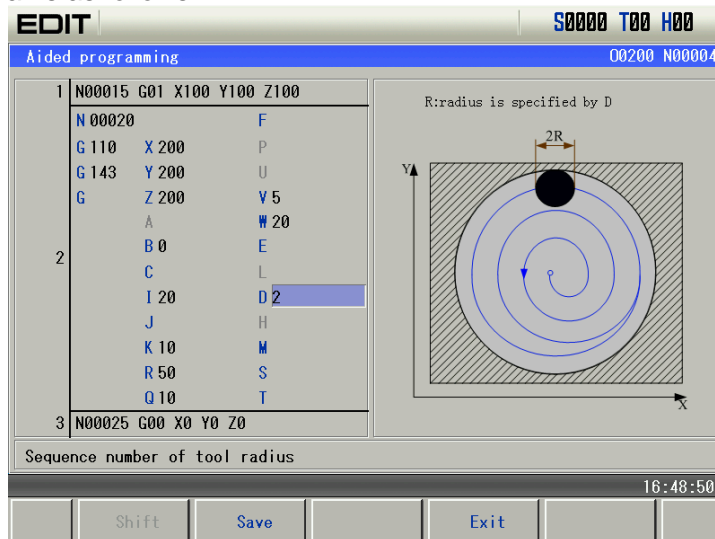 EDIT S0000 T00 H00
Aided programming O0200 N00004
1 N00015 G01 X100 Y100 Z100
N 00020 F
G 110 X 200 P
G 143 Y 200 U
G Z 200 V 5
A W 20
B 0 E
2
C L
I 20 D 2
J H
K 10 M
R 50 S
Q 10 T
3 N00025 G00 X0 Y0 Z0
R:radius is specified by D
2R
Y
X
Sequence number of tool radius
16:48:50
Shift Save Exit